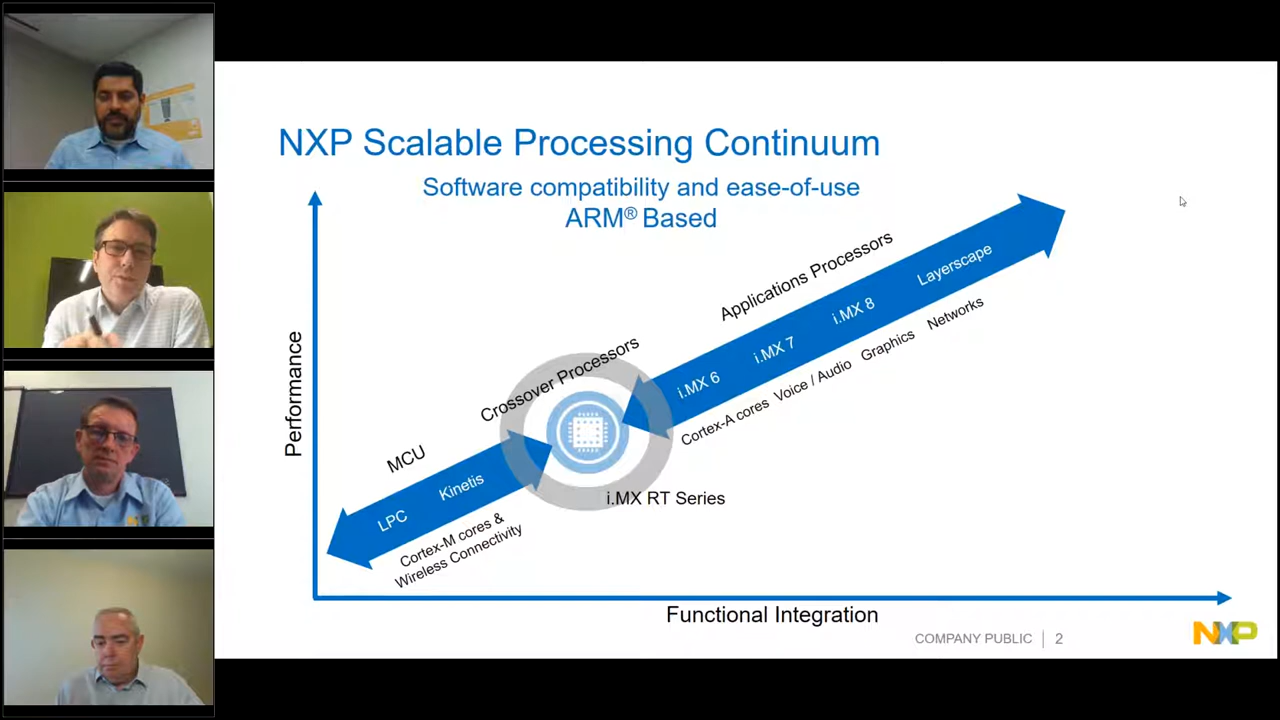 NXP Scalable Processing Continuum
Software compatibility and ease-of-use
ARM® Based
Performance
MCU
LPC
Kinetis
Cortex-M cores &
Wireless Connectivity
Crossover Processors
i.MX RT Series
Applications Processors
i.MX 6
i.MX 7
i.MX 8
Layerscape
Cortex-A cores
Voice / Audio
Graphics
Networks
Functional Integration
COMPANY PUBLIC
2
NXP